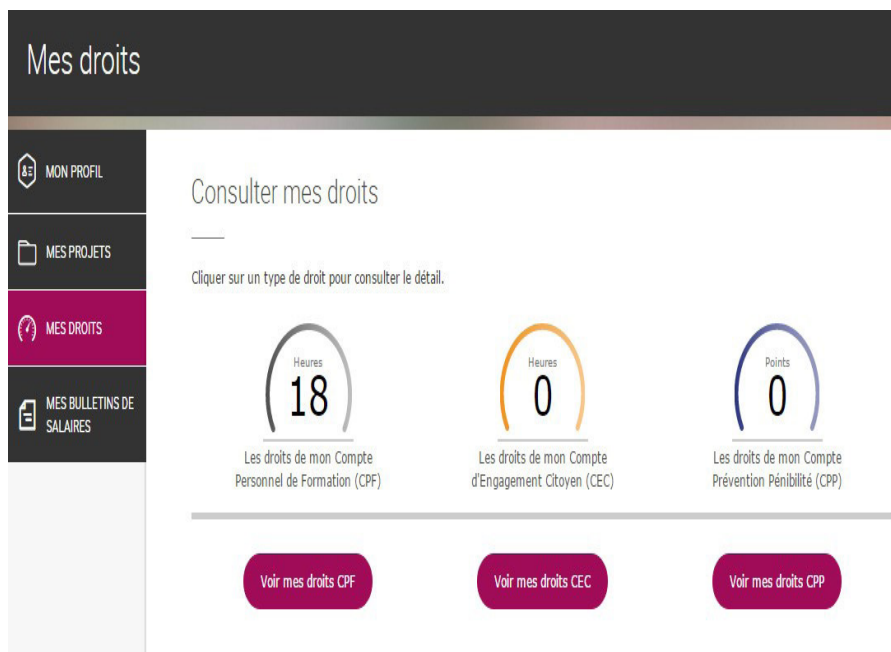 Mes droits
MON PROFIL
MES PROJETS
MES DROITS
MES BULLETINS DE
SALAIRES
Consulter mes droits
Cliquer sur un type de droit pour consulter le détail.
Heures
18
Les droits de mon Compte
Personnel de Formation (CPF)
Heures
0
Les droits de mon Compte
d'Engagement Citoyen (CEC)
Points
0
Les droits de mon Compte
Prévention Pénibilité (CPP)
Voir mes droits CPF
Voir mes droits CEC
Voir mes droits CPP